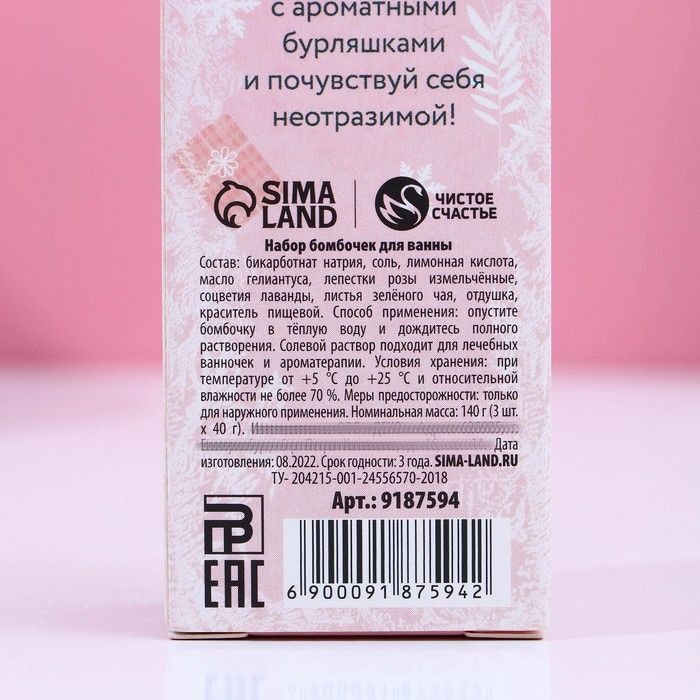 с ароматными
бурляшками
и почувствуй себя
неотразимой!
SIMA LAND
ЧИСТОЕ СЧАСТЬЕ
Набор бомбочек для ванны
Состав: бикарботнат натрия, соль, лимонная кислота,
масло гелиантуса, лепестки розы измельчённые,
соцветия лаванды, листья зелёного чая, отдушка,
краситель пищевой. Способ применения: опустите
бомбочку в тёплую воду и дождитесь полного
растворения. Солевой раствор подходит для лечебных
ванночек и ароматерапии. Условия хранения: при
температуре от +5 °С до +25 °С и относительной
влажности не более 70 %. Меры предосторожности: только
для наружного применения. Номинальная масса: 140 г (3 шт.
х 40 г).
Дата
изготовления: 08.2022. Срок годности: 3 года. SIMA-LAND.RU
ТУ- 204215-001-24556570-2018
Арт.: 9187594
ЕАС
6 900091 875942